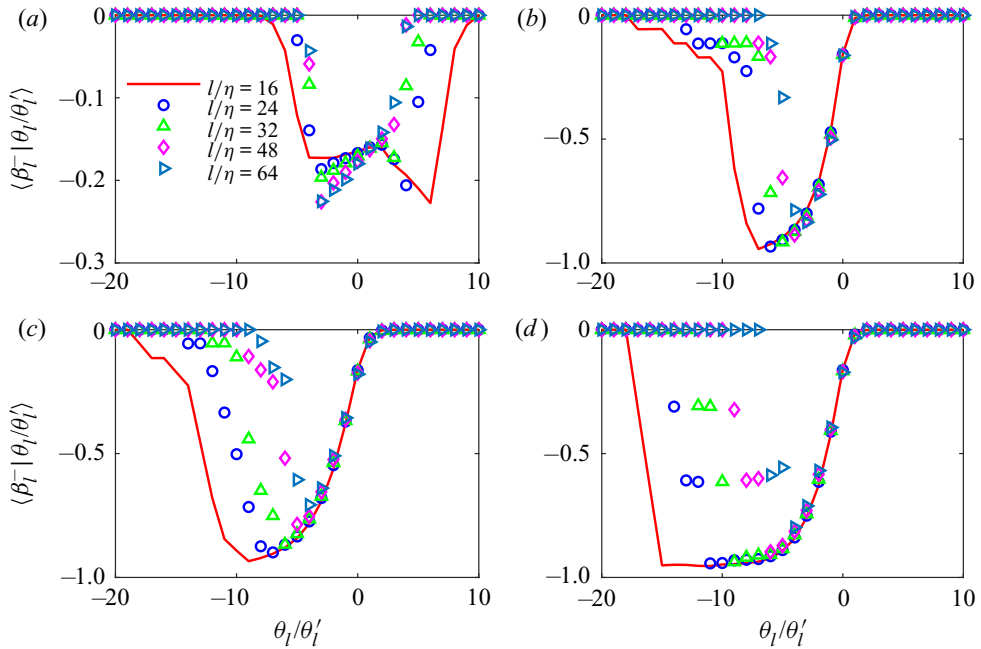 (a)
0
−0.1
−0.2
−0.3
⟨β_l^− | θ_l/θ_l′⟩
l/η = 16
l/η = 24
l/η = 32
l/η = 48
l/η = 64
−20 −10 0 10
(b)
0
−0.5
−1.0
−20 −10 0 10
(c)
0
−0.5
−1.0
⟨β_l^− | θ_l/θ_l′⟩
−20 −10 0 10
θ_l/θ_l′
(d)
0
−0.5
−1.0
−20 −10 0 10
θ_l/θ_l′